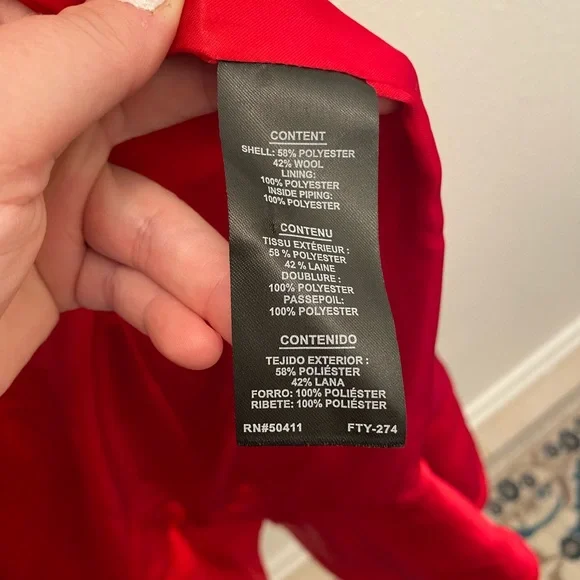 CONTENT
SHELL: 58% POLYESTER
42% WOOL
LINING:
100% POLYESTER
INSIDE PIPING:
100% POLYESTER
CONTENU
TISSU EXTÉRIEUR :
58 % POLYESTER
42 % LAINE
DOUBLURE :
100% POLYESTER
PASSEPOIL:
100% POLYESTER
CONTENIDO
TEJIDO EXTERIOR :
58% POLIÉSTER
42% LANA
FORRO: 100% POLIÉSTER
RIBETE: 100% POLIÉSTER
RN#50411 FTY-274